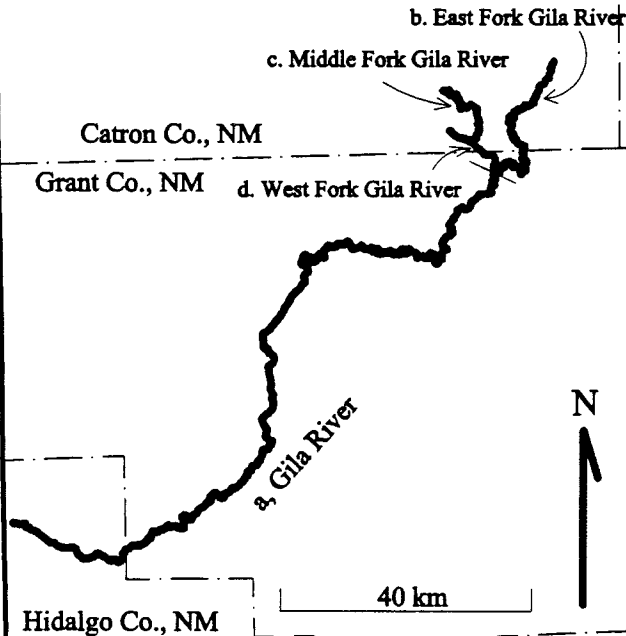 b. East Fork Gila River
c. Middle Fork Gila River
Catron Co., NM
Grant Co., NM
d. West Fork Gila River
N
a, Gila River
40 km
Hidalgo Co., NM